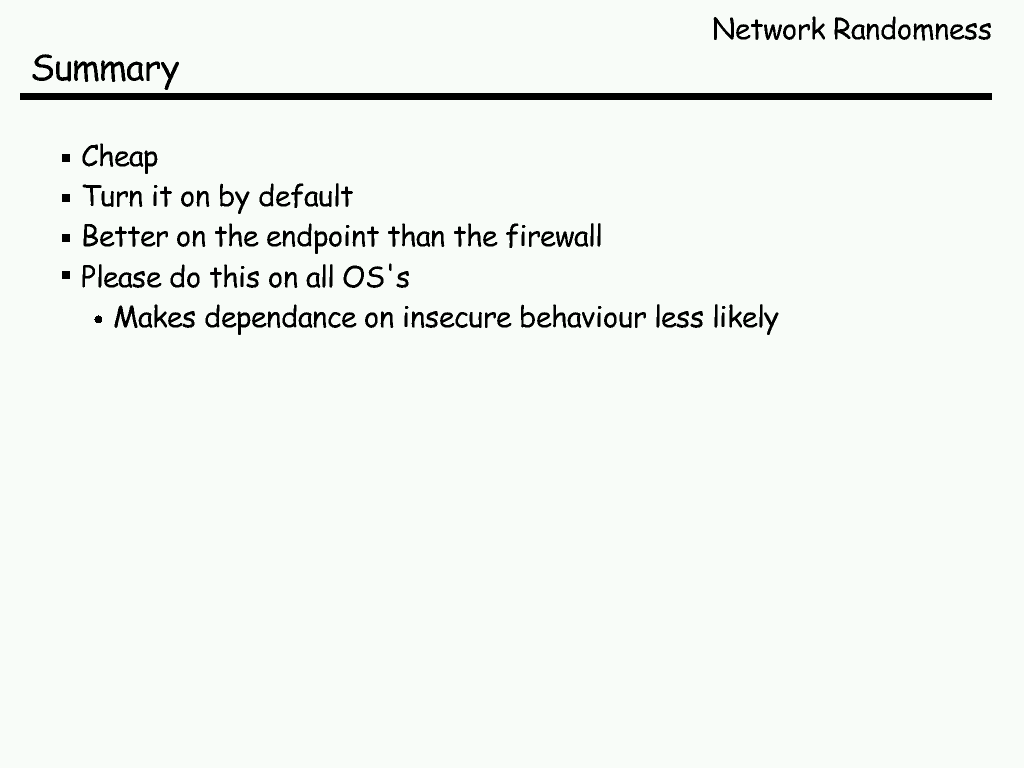 Network Randomness
Summary
Cheap
Turn it on by default
Better on the endpoint than the firewall
Please do this on all OS's
Makes dependance on insecure behaviour less likely